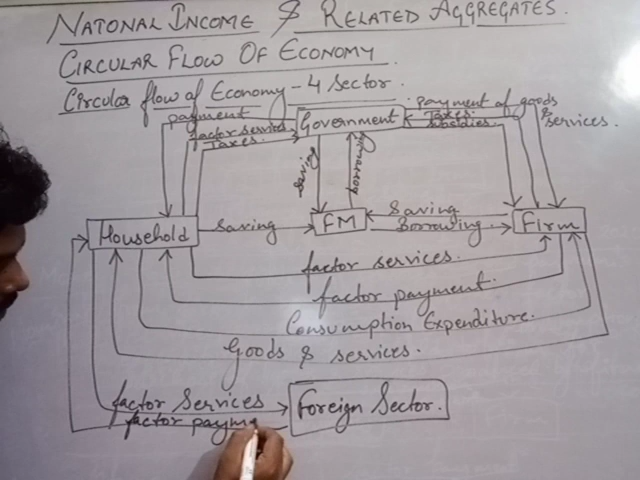 NATONAL INCOME & RELATED AGGREGATES.
CIRCULAR FLOW OF ECONOMY
Circular flow of Economy - 4 Sector.
payment
Government
payment of goods & services.
factor services
Taxes.
Taxes.
subsidies.
Saving
Household
Saving
FM
Saving
Borrowing
Firm
factor services.
factor payment.
Consumption Expenditure.
Goods & services.
factor Services
Foreign Sector.
factor payme